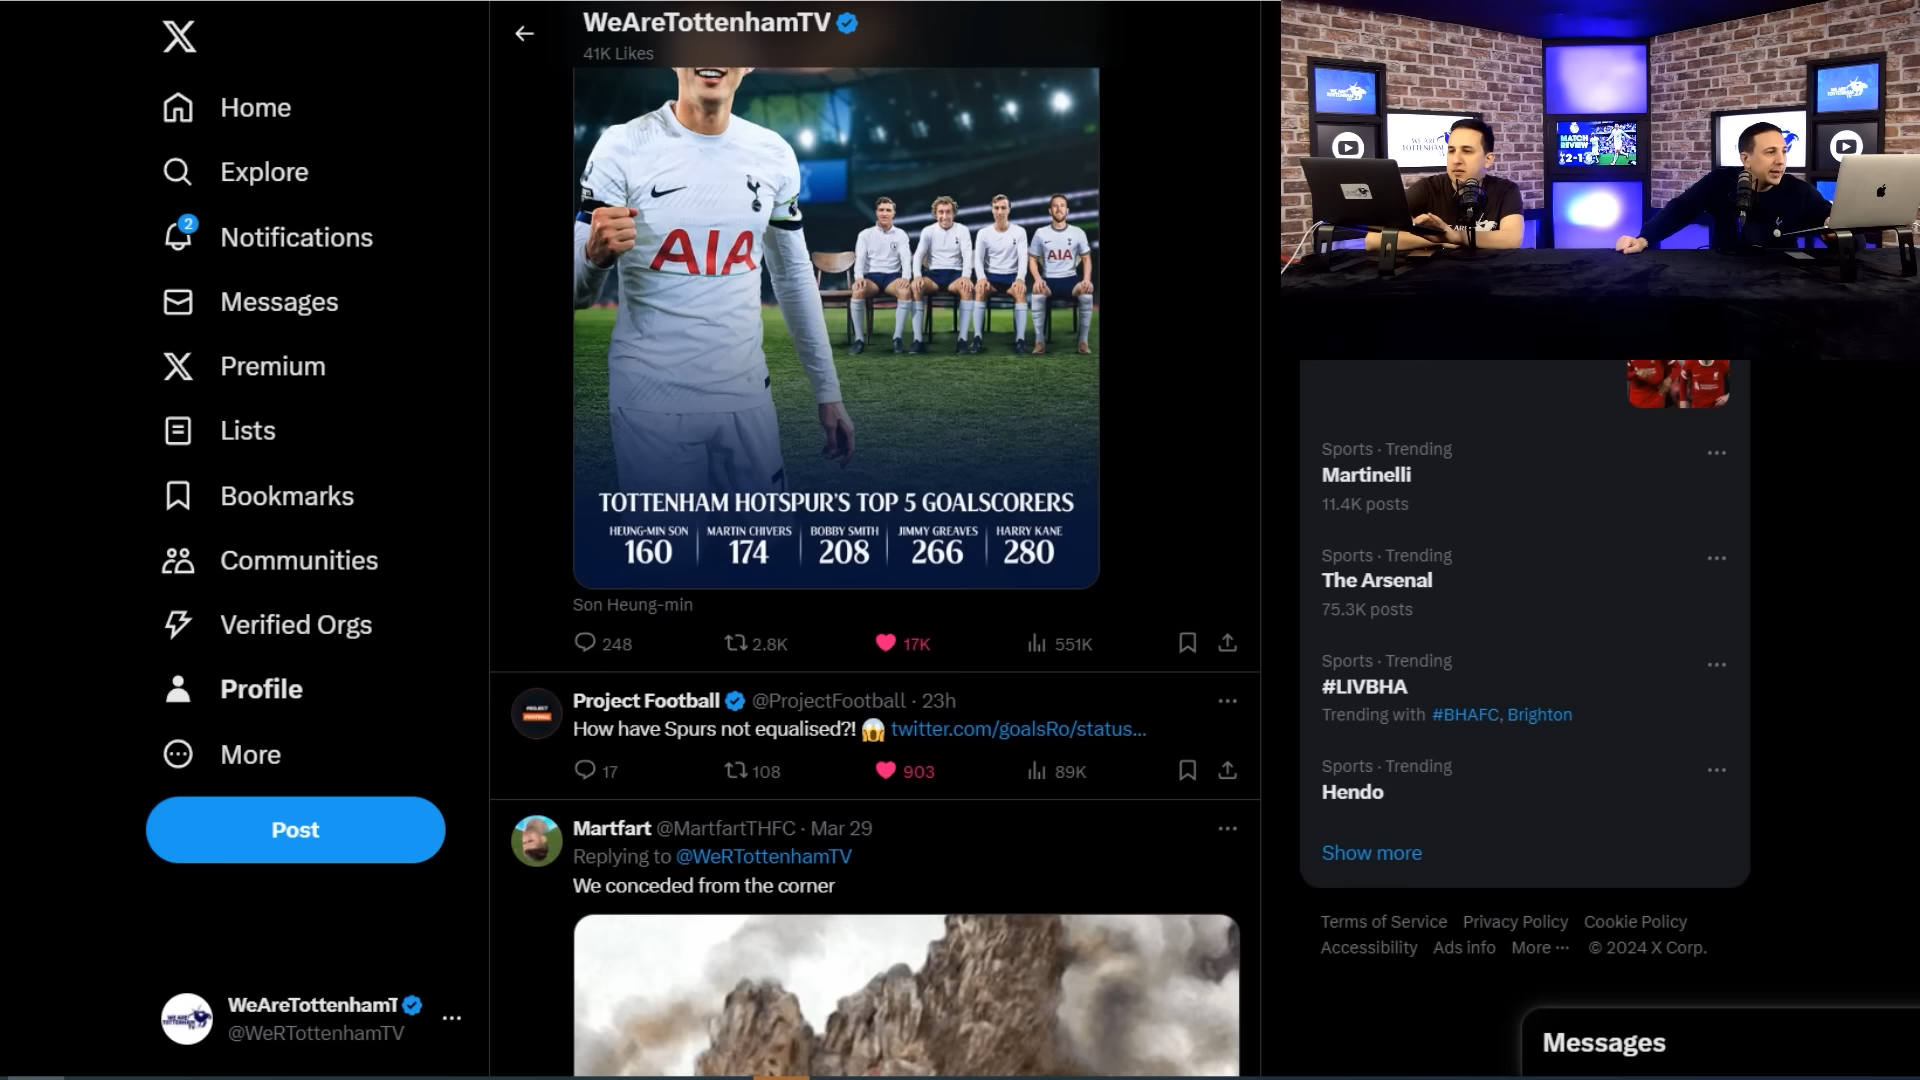 Home
Explore
2
Notifications
Messages
Premium
Lists
Bookmarks
Communities
Verified Orgs
Profile
More
Post
WeAreTottenhamT
@WeRTottenhamTV
WeAreTottenhamTV
41K Likes
AIA
AIA
TOTTENHAM HOTSPUR'S TOP 5 GOALSCORERS
HEUNG-MIN SON
160
MARTIN CHIVERS
174
BOBBY SMITH
208
JIMMY GREAVES
266
HARRY KANE
280
Son Heung-min
248 2.8K 17K 551K
Project Football @ProjectFootball · 23h
How have Spurs not equalised?! 😱 twitter.com/goalsRo/status...
17 108 903 89K
Martfart @MartfartTHFC · Mar 29
Replying to @WeRTottenhamTV
We conceded from the corner
MATCH
REVIEW
2-1
Sports · Trending
Martinelli
11.4K posts
Sports · Trending
The Arsenal
75.3K posts
Sports · Trending
#LIVBHA
Trending with #BHAFC, Brighton
Sports · Trending
Hendo
Show more
Terms of Service Privacy Policy Cookie Policy
Accessibility Ads info More ··· © 2024 X Corp.
Messages